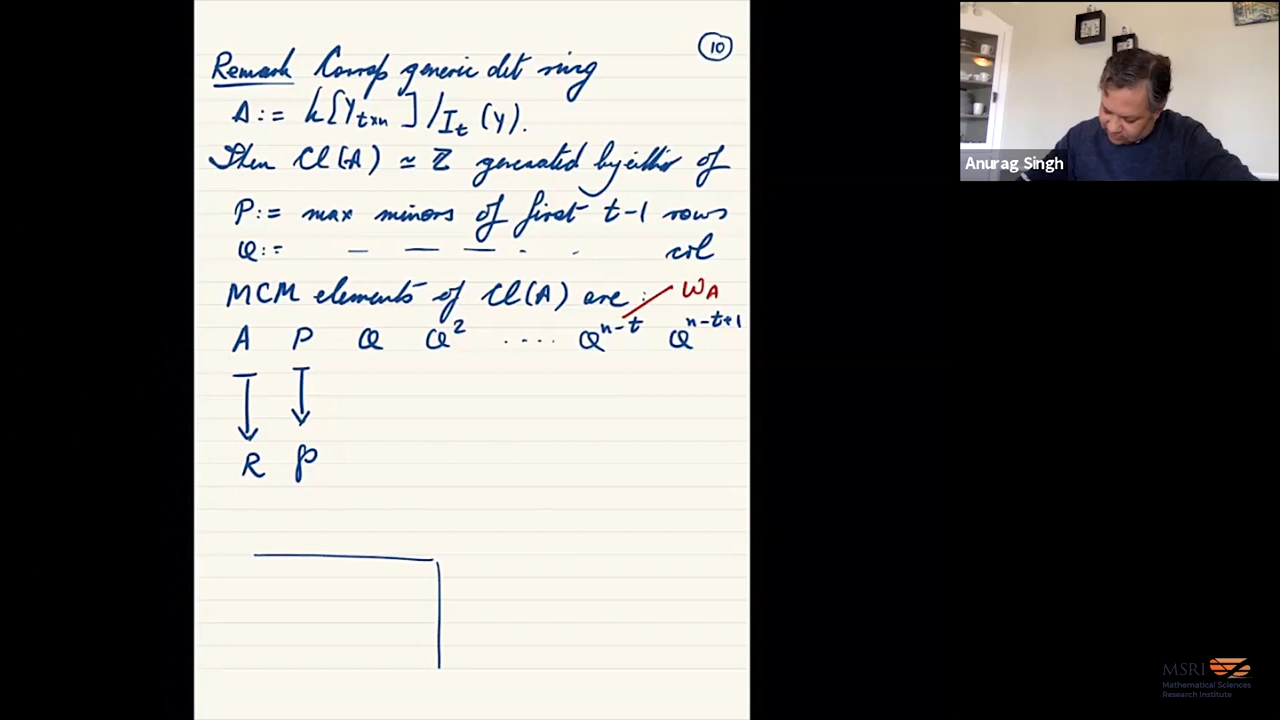 10
Remark Corresp generic det ring
A := k[Y_{t×n}]/I_t(Y).
Then Cl(A) ≃ ℤ generated by either of
P := max minors of first t-1 rows
Q := — — — · · col
MCM elements of Cl(A) are : ω_A
A P Q Q^2 .... Q^{n-t} Q^{n-t+1}
R 𝔭
Anurag Singh
MSRI
Mathematical Sciences
Research Institute